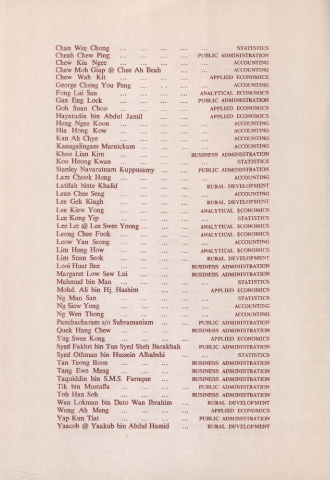 Chan Wee Chong ... ... ... ... ... STATISTICS
Cheah Chew Ping ... ... ... ... PUBLIC ADMINISTRATION
Chew Kia Ngee ... ... ... ... ... ACCOUNTING
Chew Moh Giap @ Chee Ah Beah ... ... ... ACCOUNTING
Chew Wah Kit ... ... ... ... APPLIED ECONOMICS
George Chong You Peng ... ... ... ... ACCOUNTING
Fong Lai San ... ... ... ... ANALYTICAL ECONOMICS
Gan Eng Lock ... ... ... ... PUBLIC ADMINISTRATION
Goh Suan Choo ... ... ... ... APPLIED ECONOMICS
Hayatudin bin Abdul Jamil ... ... ... APPLIED ECONOMICS
Heng Ngee Koon ... ... ... ... ... ACCOUNTING
Hia Hong Kow ... ... ... ... ... ACCOUNTING
Kan Ah Chye ... ... ... ... ... ACCOUNTING
Kanagalingam Marnickam ... ... ... ... ACCOUNTING
Khoo Lian Kim ... ... ... ... BUSINESS ADMINISTRATION
Koo Hoong Kwan ... ... ... ... ... STATISTICS
Stanley Navaratnam Kuppusamy ... ... PUBLIC ADMINISTRATION
Lam Chook Hong ... ... ... ... ... ACCOUNTING
Latifah binte Khalid ... ... ... RURAL DEVELOPMENT
Lean Chee Seng ... ... ... ... ... ACCOUNTING
Lee Gek Kiagh ... ... ... ... RURAL DEVELOPMENT
Lee Kiew Yong ... ... ... ... ANALYTICAL ECONOMICS
Lee Kong Yip ... ... ... ... ... STATISTICS
Lee Let @ Lee Swee Yoong ... ... ... ANALYTICAL ECONOMICS
Leong Chee Fook ... ... ... ... ANALYTICAL ECONOMICS
Leow Yan Seong ... ... ... ... ... ACCOUNTING
Lim Heng How ... ... ... ... ANALYTICAL ECONOMICS
Lim Suan Seok ... ... ... ... RURAL DEVELOPMENT
Looi Huat Bee ... ... ... ... BUSINESS ADMINISTRATION
Margaret Low Saw Lui ... ... ... BUSINESS ADMINISTRATION
Mahmud bin Man ... ... ... ... ... STATISTICS
Mohd. Ali bin Hj. Hashim ... ... ... APPLIED ECONOMICS
Ng Man San ... ... ... ... ... STATISTICS
Ng Siew Yong ... ... ... ... ... ACCOUNTING
Ng Wen Thong ... ... ... ... ... ACCOUNTING
Panchacharam s/o Subramaniam ... ... PUBLIC ADMINISTRATION
Quek Hang Chew ... ... ... ... BUSINESS ADMINISTRATION
S'ng Swee Kong ... ... ... ... APPLIED ECONOMICS
Syed Fakhri bin Tun Syed Sheh Barakbah ... PUBLIC ADMINISTRATION
Syed Othman bin Hussein Alhabshi ... ... ... STATISTICS
Tan Teong Boon ... ... ... ... BUSINESS ADMINISTRATION
Tang Ewe Meng ... ... ... ... BUSINESS ADMINISTRATION
Taquiddin bin S.M.S. Faruque ... ... BUSINESS ADMINISTRATION
Tik bin Mustaffa ... ... ... ... PUBLIC ADMINISTRATION
Toh Han Soh ... ... ... ... BUSINESS ADMINISTRATION
Wan Lokman bin Dato Wan Ibrahim ... RURAL DEVELOPMENT
Wong Ah Meng ... ... ... ... APPLIED ECONOMICS
Yap Kun Tiat ... ... ... ... PUBLIC ADMINISTRATION
Yaacob @ Yaakub bin Abdul Hamid ... RURAL DEVELOPMENT